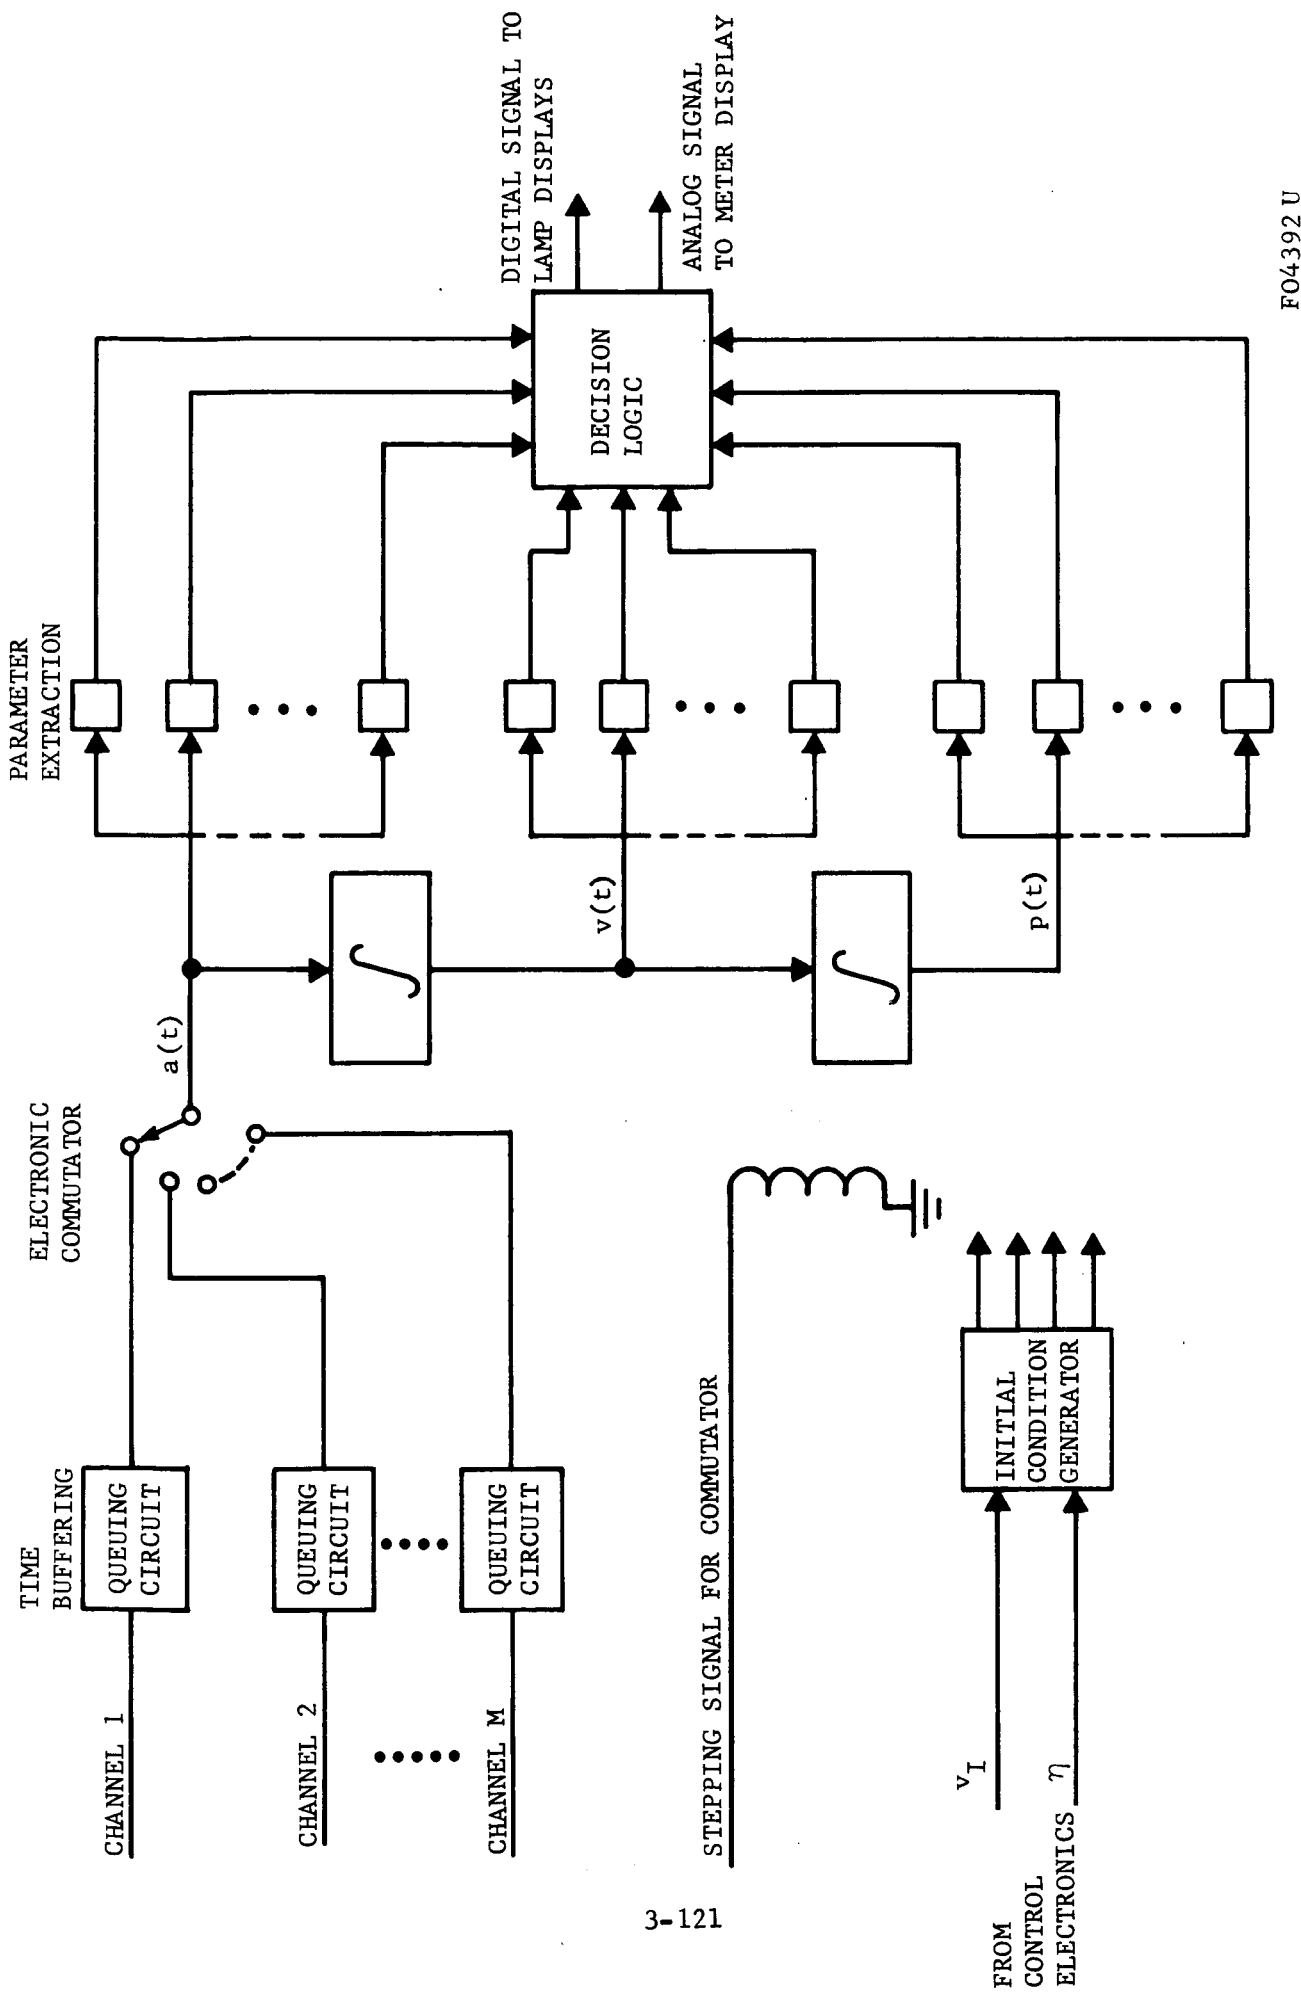 TIME
BUFFERING
ELECTRONIC
COMMUTATOR
PARAMETER
EXTRACTION
CHANNEL 1
QUEUING
CIRCUIT
a(t)
CHANNEL 2
QUEUING
CIRCUIT
CHANNEL M
QUEUING
CIRCUIT
∫
v(t)
∫
p(t)
DECISION
LOGIC
DIGITAL SIGNAL TO
LAMP DISPLAYS
ANALOG SIGNAL
TO METER DISPLAY
STEPPING SIGNAL FOR COMMUTATOR
v_I
η
FROM
CONTROL
ELECTRONICS
INITIAL
CONDITION
GENERATOR
F04392 U
3-121